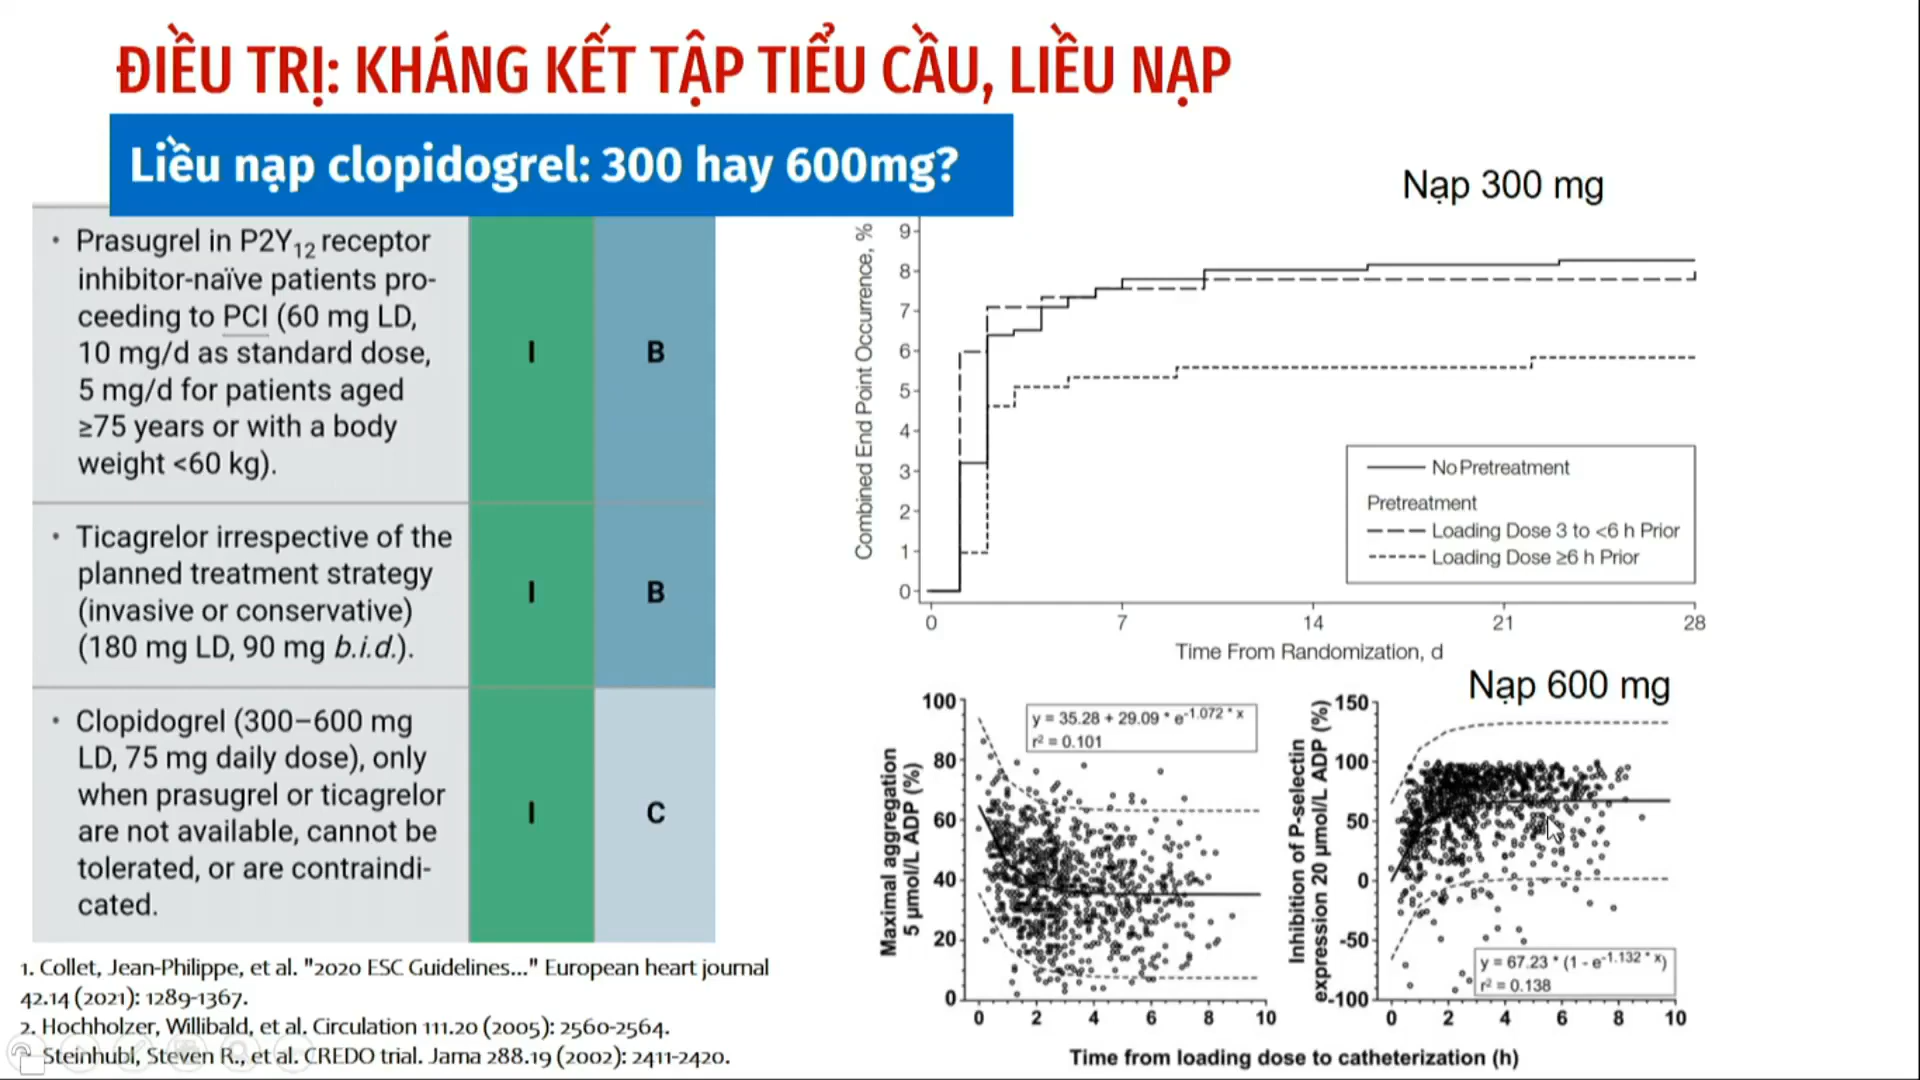 ĐIỀU TRỊ: KHÁNG KẾT TẬP TIỂU CẦU, LIỀU NẠP
Liều nạp clopidogrel: 300 hay 600mg?
• Prasugrel in P2Y12 receptor
inhibitor-naïve patients pro-
ceeding to PCI (60 mg LD,
10 mg/d as standard dose,
5 mg/d for patients aged
≥75 years or with a body
weight <60 kg).
I
B
• Ticagrelor irrespective of the
planned treatment strategy
(invasive or conservative)
(180 mg LD, 90 mg b.i.d.).
I
B
• Clopidogrel (300–600 mg
LD, 75 mg daily dose), only
when prasugrel or ticagrelor
are not available, cannot be
tolerated, or are contraindi-
cated.
I
C
1. Collet, Jean-Philippe, et al. "2020 ESC Guidelines..." European heart journal
42.14 (2021): 1289-1367.
2. Hochholzer, Willibald, et al. Circulation 111.20 (2005): 2560-2564.
Steinhubl, Steven R., et al. CREDO trial. Jama 288.19 (2002): 2411-2420.
Nạp 300 mg
Combined End Point Occurrence, %
9
8
7
6
5
4
3
2
1
0
No Pretreatment
Pretreatment
Loading Dose 3 to <6 h Prior
Loading Dose ≥6 h Prior
0 7 14 21 28
Time From Randomization, d
Nạp 600 mg
Maximal aggregation
5 µmol/L ADP (%)
100
80
60
40
20
0
y = 35.28 + 29.09 * e-1.072 * x
r² = 0.101
0 2 4 6 8 10
Inhibition of P-selectin
expression 20 µmol/L ADP (%)
150
100
50
0
-50
-100
y = 67.23 * (1 - e-1.132 * x)
r² = 0.138
0 2 4 6 8 10
Time from loading dose to catheterization (h)